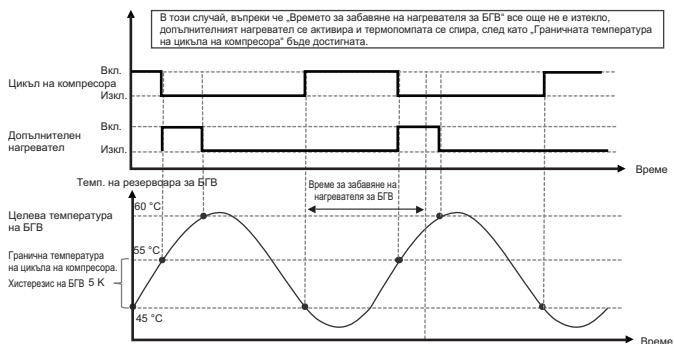 В този случай, въпреки че „Времето за забавяне на нагревателя за БГВ“ все още не е изтекло,
допълнителният нагревател се активира и термопомпата се спира, след като „Граничната температура
на цикъла на компресора“ бъде достигната.
Вкл.
Цикъл на компресора
Изкл.
Вкл.
Допълнителен
нагревател
Изкл.
Време
Темп. на резервоара за БГВ
Време за забавяне на
нагревателя за БГВ
60 °C
Целева температура
на БГВ
55 °C
Гранична температура
на цикъла на компресора.
Хистерезис на БГВ 5 K
45 °C
Време